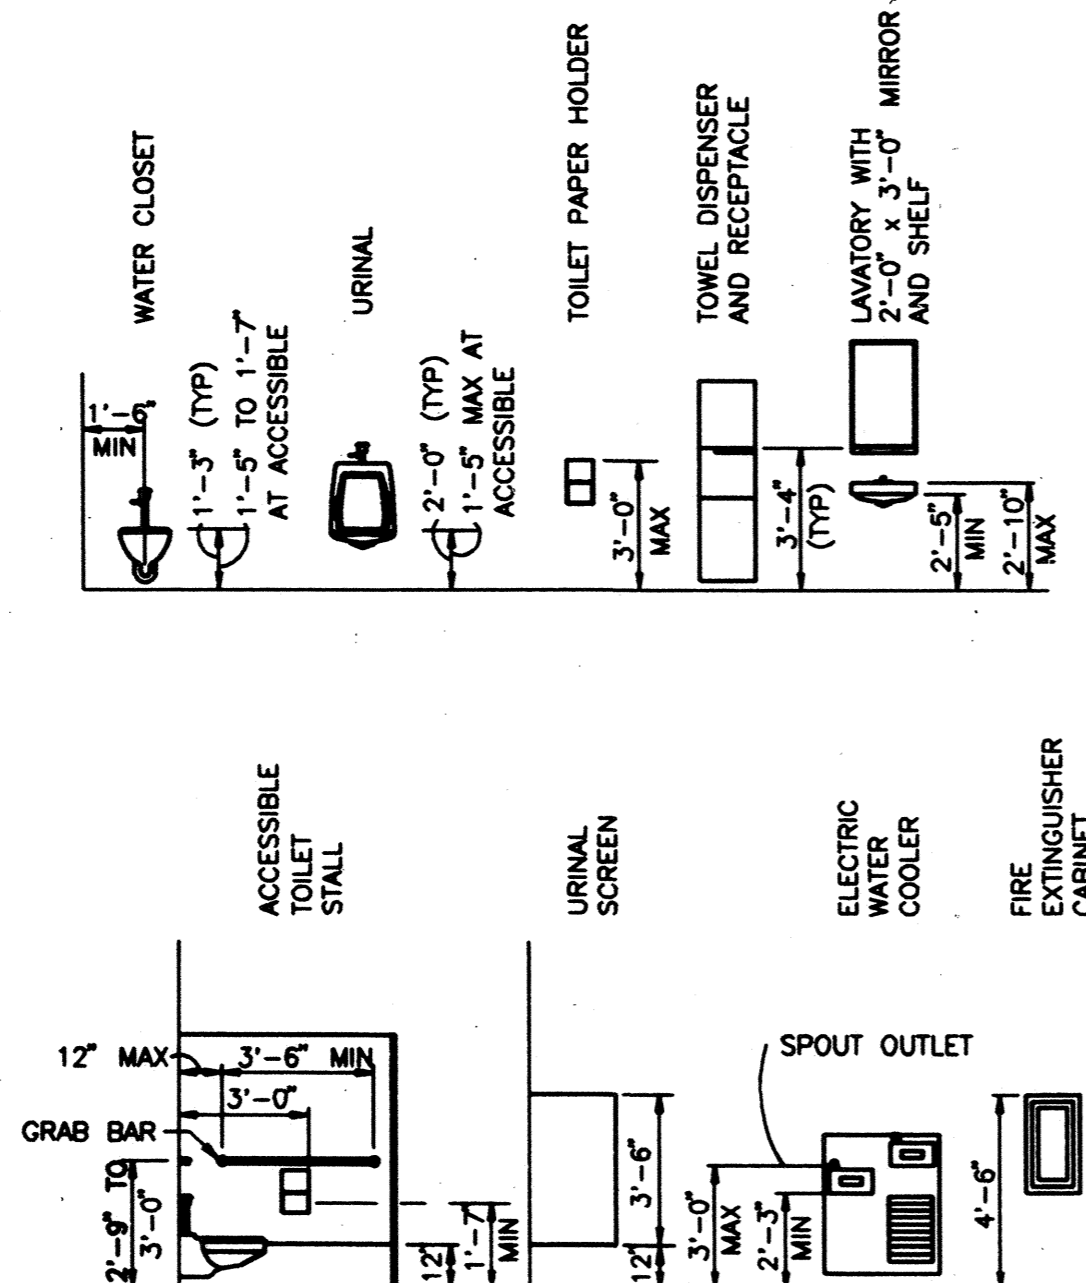 WATER CLOSET
1'-6"
MIN
1'-3" (TYP)
1'-5" TO 1'-7"
AT ACCESSIBLE
URINAL
2'-0" (TYP)
1'-5" MAX AT
ACCESSIBLE
TOILET PAPER HOLDER
3'-0"
MAX
TOWEL DISPENSER
AND RECEPTACLE
3'-4"
(TYP)
LAVATORY WITH
2'-0" x 3'-0" MIRROR
AND SHELF
2'-5"
MIN
2'-10"
MAX
ACCESSIBLE
TOILET
STALL
12" MAX
3'-6" MIN
3'-0"
GRAB BAR
2'-9" TO
3'-0"
12"
1'-7"
MIN
URINAL
SCREEN
3'-6"
12"
ELECTRIC
WATER
COOLER
SPOUT OUTLET
3'-0"
MAX
2'-3"
MIN
FIRE
EXTINGUISHER
CABINET
4'-6"